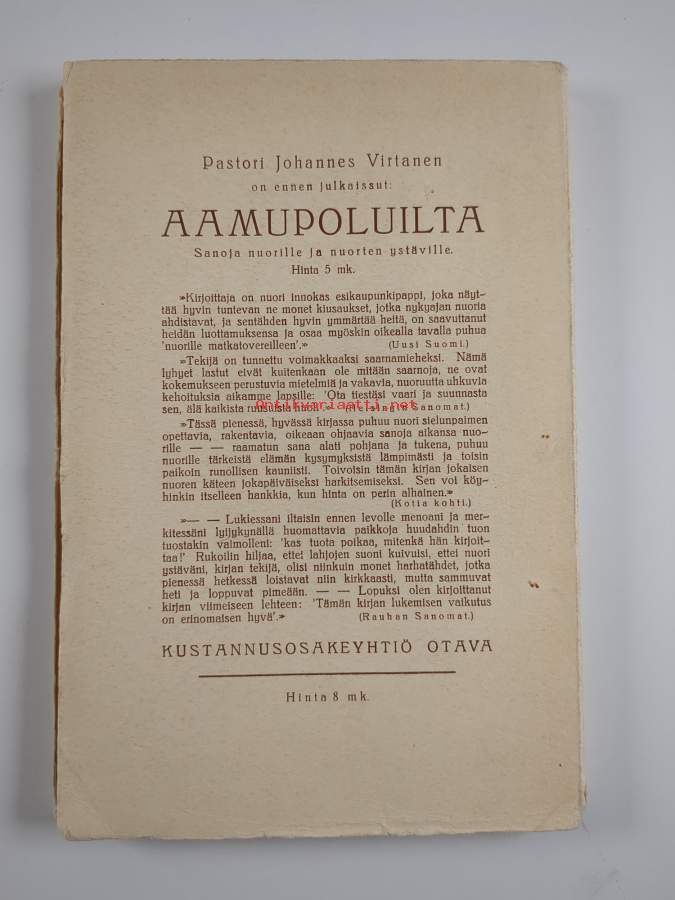 Pastori Johannes Virtanen
on ennen julkaissut:
AAMUPOLUILTA
Sanoja nuorille ja nuorten ystäville.
Hinta 5 mk.
»Kirjoittaja on nuori innokas esikaupunkipappi, joka näyt-
tää hyvin tuntevan ne monet kiusaukset, jotka nykyajan nuoria
ahdistavat, ja sentähden hyvin ymmärtää heitä, on saavuttanut
heidän luottamuksensa ja osaa myöskin oikealla tavalla puhua
'nuorille matkatovereilleen'.» (Uusi Suomi.)
»Tekijä on tunnettu voimakkaaksi saarnamieheksi. Nämä
lyhyet lastut eivät kuitenkaan ole mitään saarnoja, ne ovat
kokemukseen perustuvia mietelmiä ja vakavia, nuoruutta uhkuvia
kehoituksia aikamme lapsille: 'Ota tiestäsi vaari ja suunnasta
sen, älä kaikista ruusuista huoli'.» (Helsingin Sanomat.)
Antikvariaatti.net
»Tässä pienessä, hyvässä kirjassa puhuu nuori sielunpaimen
opettavia, rakentavia, oikeaan ohjaavia sanoja aikansa nuo-
rille — — raamatun sana alati pohjana ja tukena, puhuu
nuorille tärkeistä elämän kysymyksistä lämpimästi ja toisin
paikoin runollisen kauniisti. Toivoisin tämän kirjan jokaisen
nuoren käteen jokapäiväiseksi harkitsemiseksi. Sen voi köy-
hinkin itselleen hankkia, kun hinta on perin alhainen.»
(Kotia kohti.)
»— — Lukiessani iltaisin ennen levolle menoani ja mer-
kitessäni lyijykynällä huomattavia paikkoja huudahdin tuon
tuostakin vaimolleni: 'kas tuota poikaa, mitenkä hän kirjoit-
taa!' Rukoilin hiljaa, ettei lahjojen suoni kuivuisi, ettei nuori
ystäväni, kirjan tekijä, olisi niinkuin monet harhatähdet, jotka
pienessä hetkessä loistavat niin kirkkaasti, mutta sammuvat
heti ja loppuvat pimeään. — — Lopuksi olen kirjoittanut
kirjan viimeiseen lehteen: 'Tämän kirjan lukemisen vaikutus
on erinomaisen hyvä'.» (Rauhan Sanomat.)
KUSTANNUSOSAKEYHTIÖ OTAVA
Hinta 8 mk.